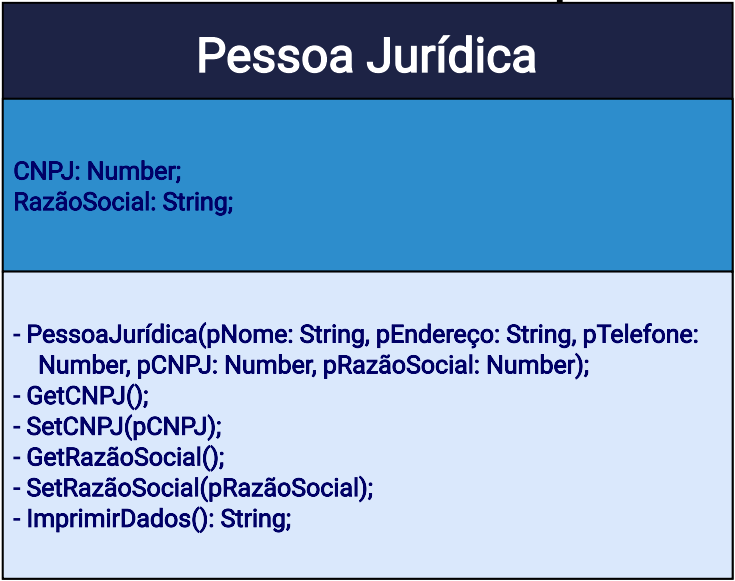 Pessoa Jurídica
CNPJ: Number;
RazãoSocial: String;
- PessoaJurídica(pNome: String, pEndereço: String, pTelefone:
Number, pCNPJ: Number, pRazãoSocial: Number);
- GetCNPJ();
- SetCNPJ(pCNPJ);
- GetRazãoSocial();
- SetRazãoSocial(pRazãoSocial);
- ImprimirDados(): String;